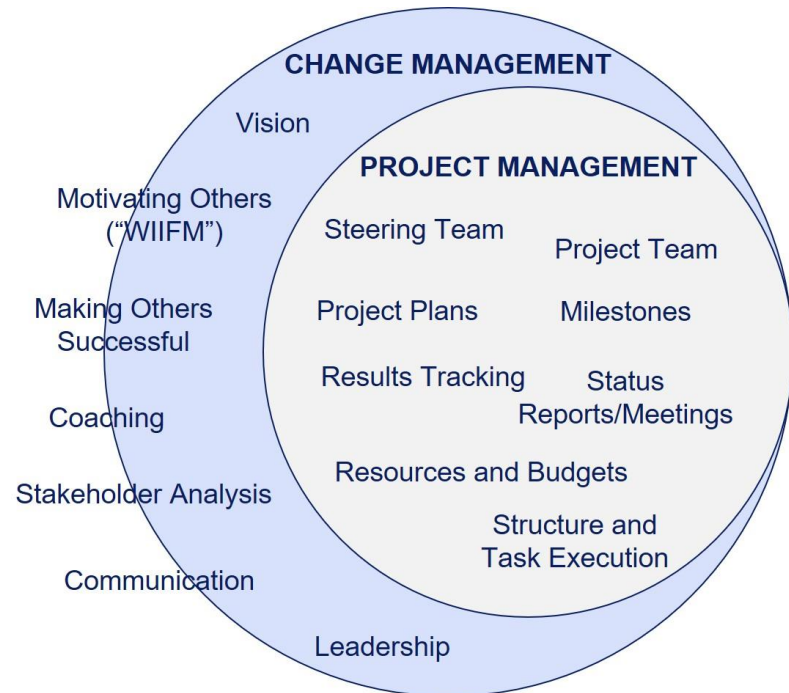 CHANGE MANAGEMENT
Vision
PROJECT MANAGEMENT
Motivating Others
(“WIIFM”)
Steering Team
Project Team
Making Others
Successful
Project Plans
Milestones
Results Tracking
Status
Reports/Meetings
Coaching
Resources and Budgets
Stakeholder Analysis
Structure and
Task Execution
Communication
Leadership